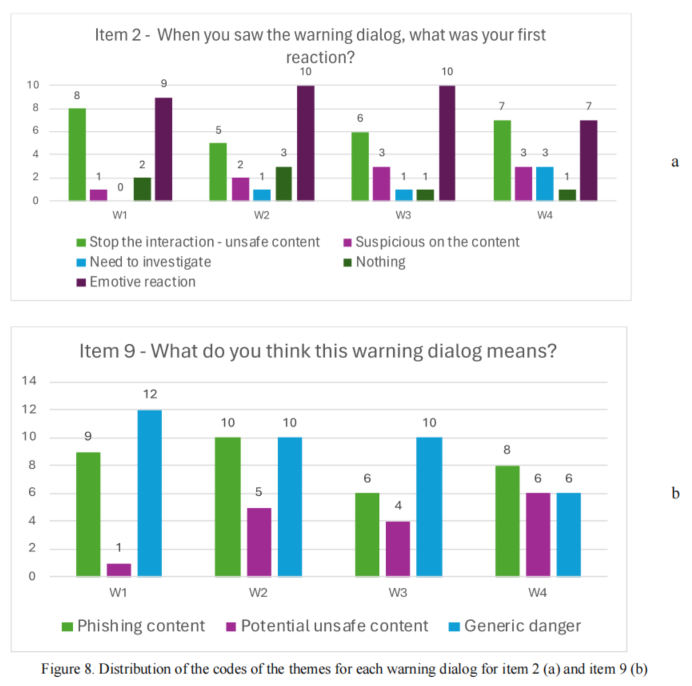 Item 2 - When you saw the warning dialog, what was your first
reaction?
10
8
6
4
2
0
8
1
0
2
9
5
2
1
3
10
6
3
1
1
10
7
3
3
1
7
W1
W2
W3
W4
Stop the interaction - unsafe content
Suspicious on the content
Need to investigate
Nothing
Emotive reaction
a
Item 9 - What do you think this warning dialog means?
14
12
10
8
6
4
2
0
9
1
12
10
5
10
6
4
10
8
6
6
W1
W2
W3
W4
Phishing content
Potential unsafe content
Generic danger
b
Figure 8. Distribution of the codes of the themes for each warning dialog for item 2 (a) and item 9 (b)